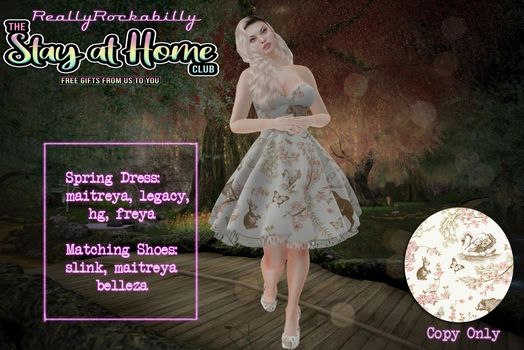 ReallyRockabilly
THE
Stay at Home
CLUB
FREE GIFTS FROM US TO YOU
Spring Dress:
maitreya, legacy,
hg, freya
Matching Shoes:
slink, maitreya
belleza
Copy Only